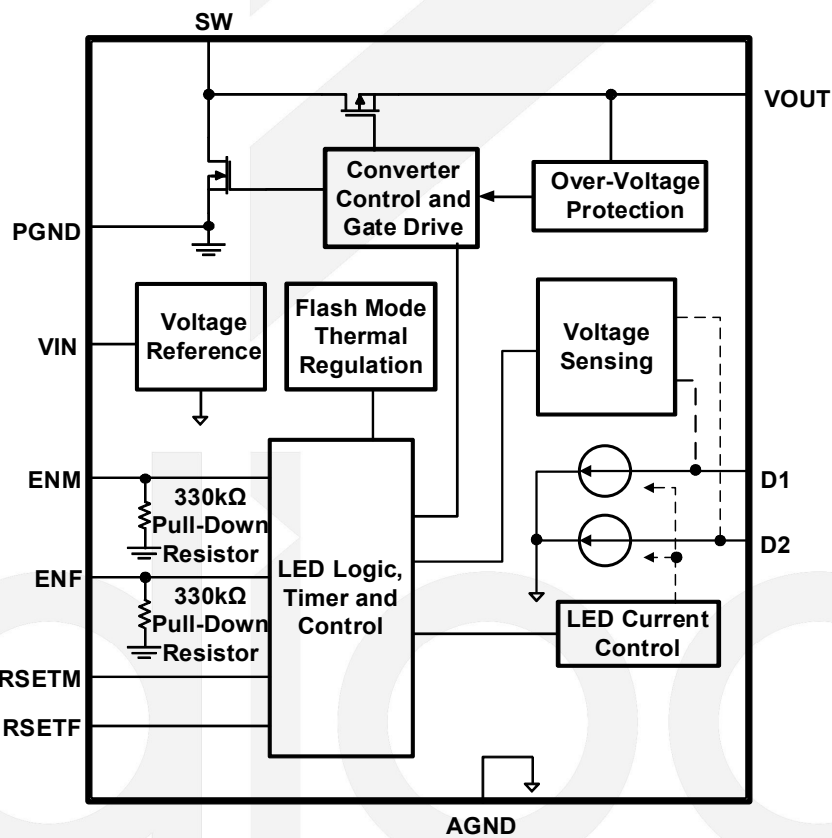 SW
VOUT
Converter
Control and
Gate Drive
Over-Voltage
Protection
PGND
VIN
Voltage
Reference
Flash Mode
Thermal
Regulation
Voltage
Sensing
ENM
330kΩ
Pull-Down
Resistor
ENF
330kΩ
Pull-Down
Resistor
LED Logic,
Timer and
Control
D1
D2
LED Current
Control
RSETM
RSETF
AGND